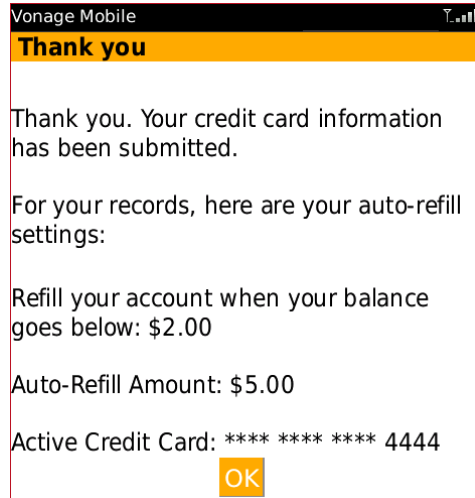 Vonage Mobile
Thank you
Thank you. Your credit card information
has been submitted.
For your records, here are your auto-refill
settings:
Refill your account when your balance
goes below: $2.00
Auto-Refill Amount: $5.00
Active Credit Card: **** **** **** 4444
OK